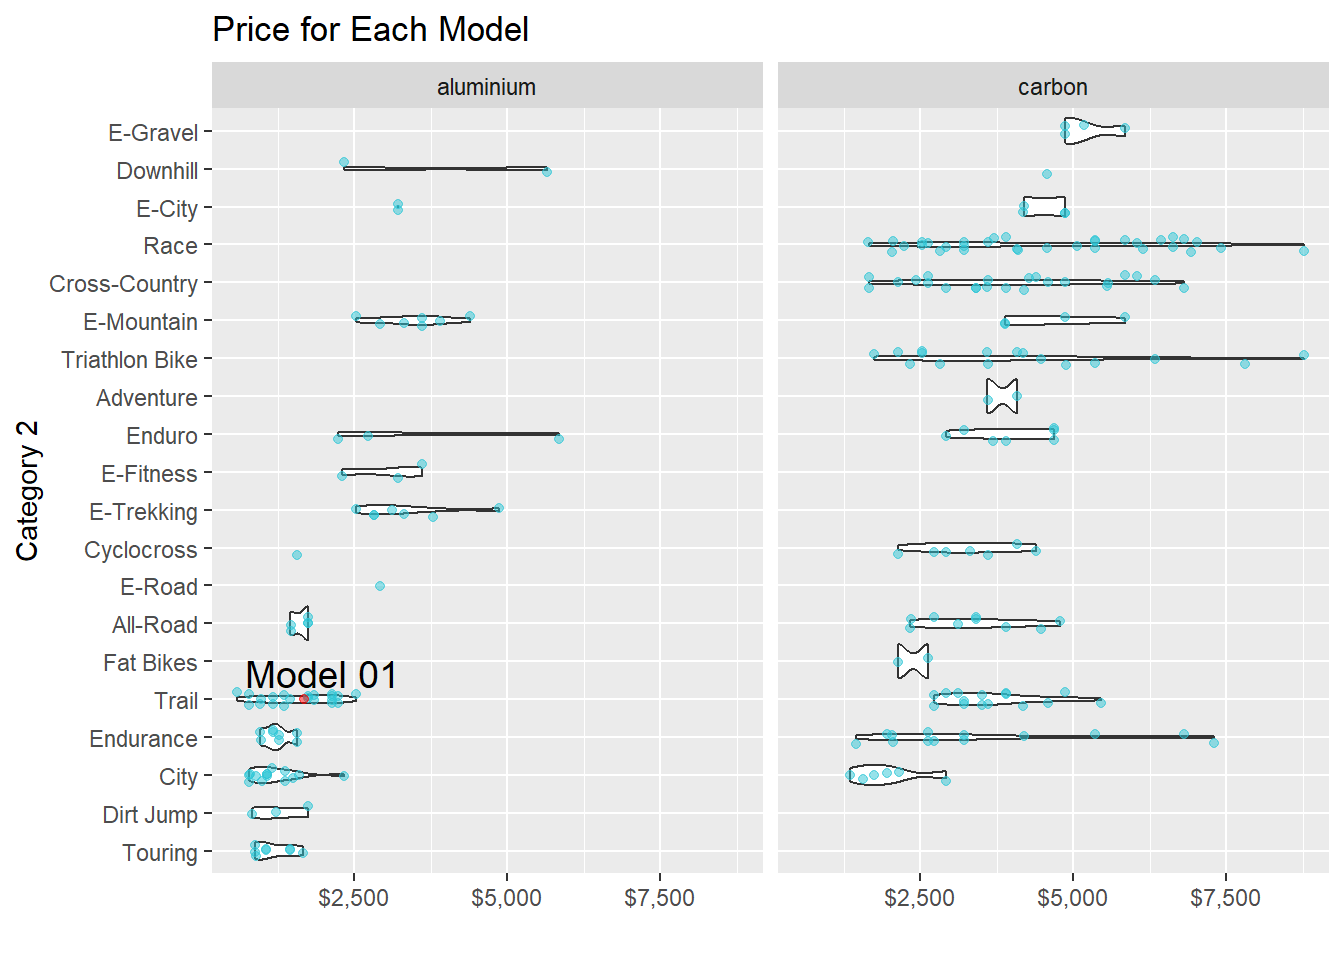 Price for Each Model
aluminium
carbon
Category 2
E-Gravel
Downhill
E-City
Race
Cross-Country
E-Mountain
Triathlon Bike
Adventure
Enduro
E-Fitness
E-Trekking
Cyclocross
E-Road
All-Road
Fat Bikes
Model 01
Trail
Endurance
City
Dirt Jump
Touring
$2,500 $5,000 $7,500
$2,500 $5,000 $7,500